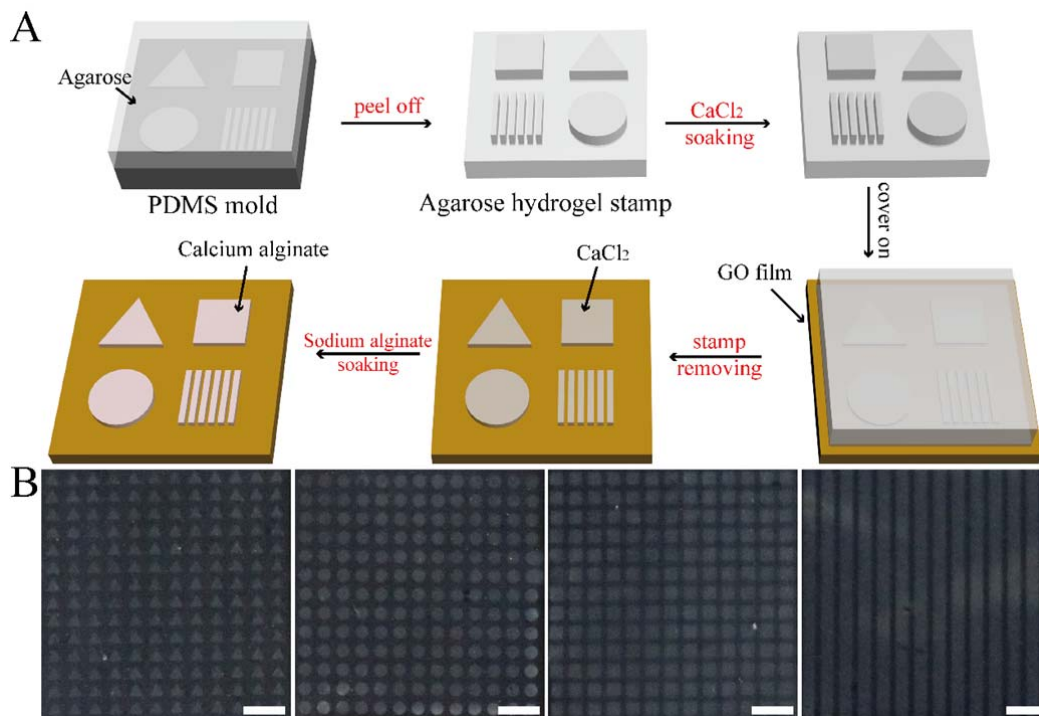 A
Agarose
peel off
CaCl₂
soaking
PDMS mold
Agarose hydrogel stamp
cover on
Calcium alginate
CaCl₂
GO film
Sodium alginate
soaking
stamp
removing
B